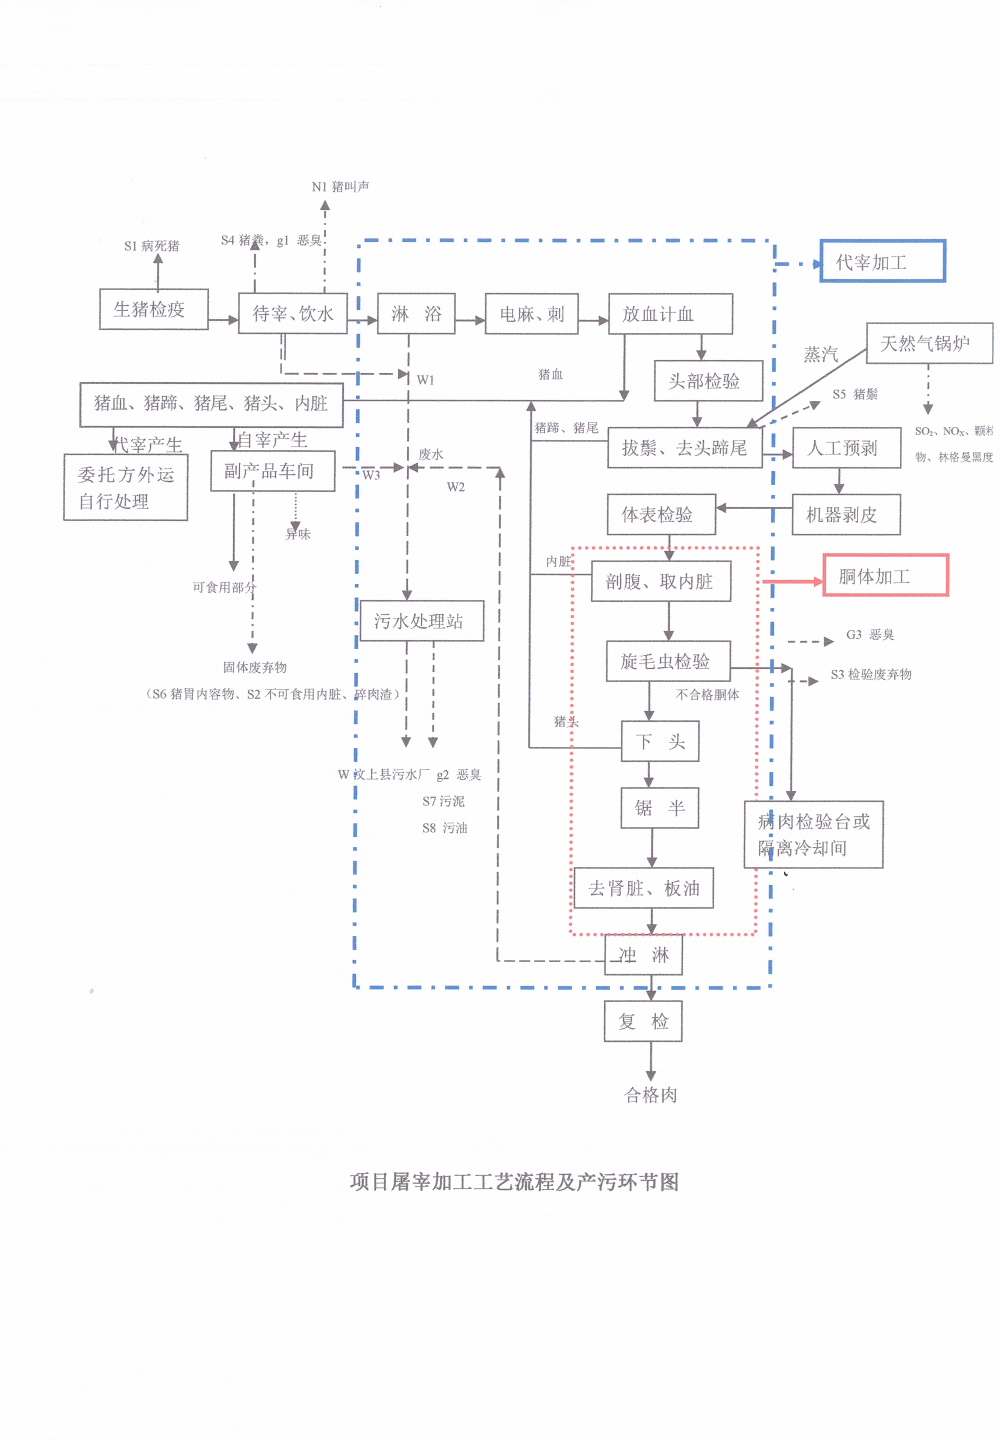 N1 猪叫声
S1 病死猪
S4 猪粪，g1 恶臭
代宰加工
生猪检疫
待宰、饮水
淋 浴
电麻、刺
放血计血
天然气锅炉
蒸汽
头部检验
W1
猪血
S5 猪鬃
猪血、猪蹄、猪尾、猪头、内脏
代宰产生
自宰产生
猪蹄、猪尾
拔鬃、去头蹄尾
人工预剥
SO₂、NOₓ、颗粒
物、林格曼黑度
委托方外运
自行处理
副产品车间
W3
废水
W2
体表检验
机器剥皮
异味
内脏
剖腹、取内脏
胴体加工
可食用部分
污水处理站
G3 恶臭
固体废弃物
（S6 猪胃内容物、S2 不可食用内脏、碎肉渣）
旋毛虫检验
S3 检验废弃物
不合格胴体
猪头
下 头
W 汶上县污水厂 g2 恶臭
S7 污泥
S8 污油
锯 半
病肉检验台或
隔离冷却间
去肾脏、板油
冲 淋
复 检
合格肉
项目屠宰加工工艺流程及产污环节图